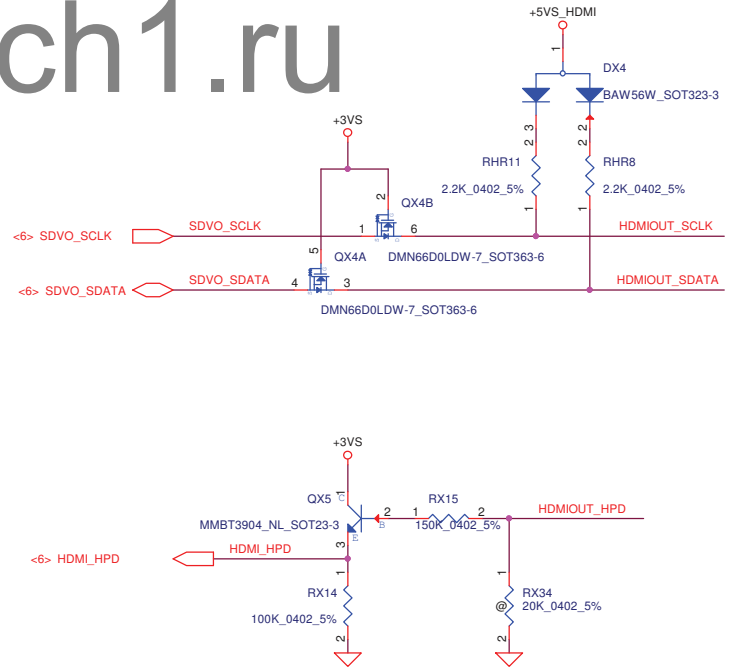 ch1.ru
+5VS_HDMI
1
DX4
BAW56W_SOT323-3
3
2
+3VS
2
2
RHR11
RHR8
2.2K_0402_5%
2.2K_0402_5%
2
QX4B
1
1
<6> SDVO_SCLK
SDVO_SCLK
1
6
HDMIOUT_SCLK
5
QX4A
DMN66D0LDW-7_SOT363-6
<6> SDVO_SDATA
SDVO_SDATA
4
3
HDMIOUT_SDATA
DMN66D0LDW-7_SOT363-6
+3VS
1
QX5
C
RX15
MMBT3904_NL_SOT23-3
2
B
1
2
HDMIOUT_HPD
150K_0402_5%
E
3
<6> HDMI_HPD
HDMI_HPD
1
1
RX14
RX34
100K_0402_5%
@
20K_0402_5%
2
2